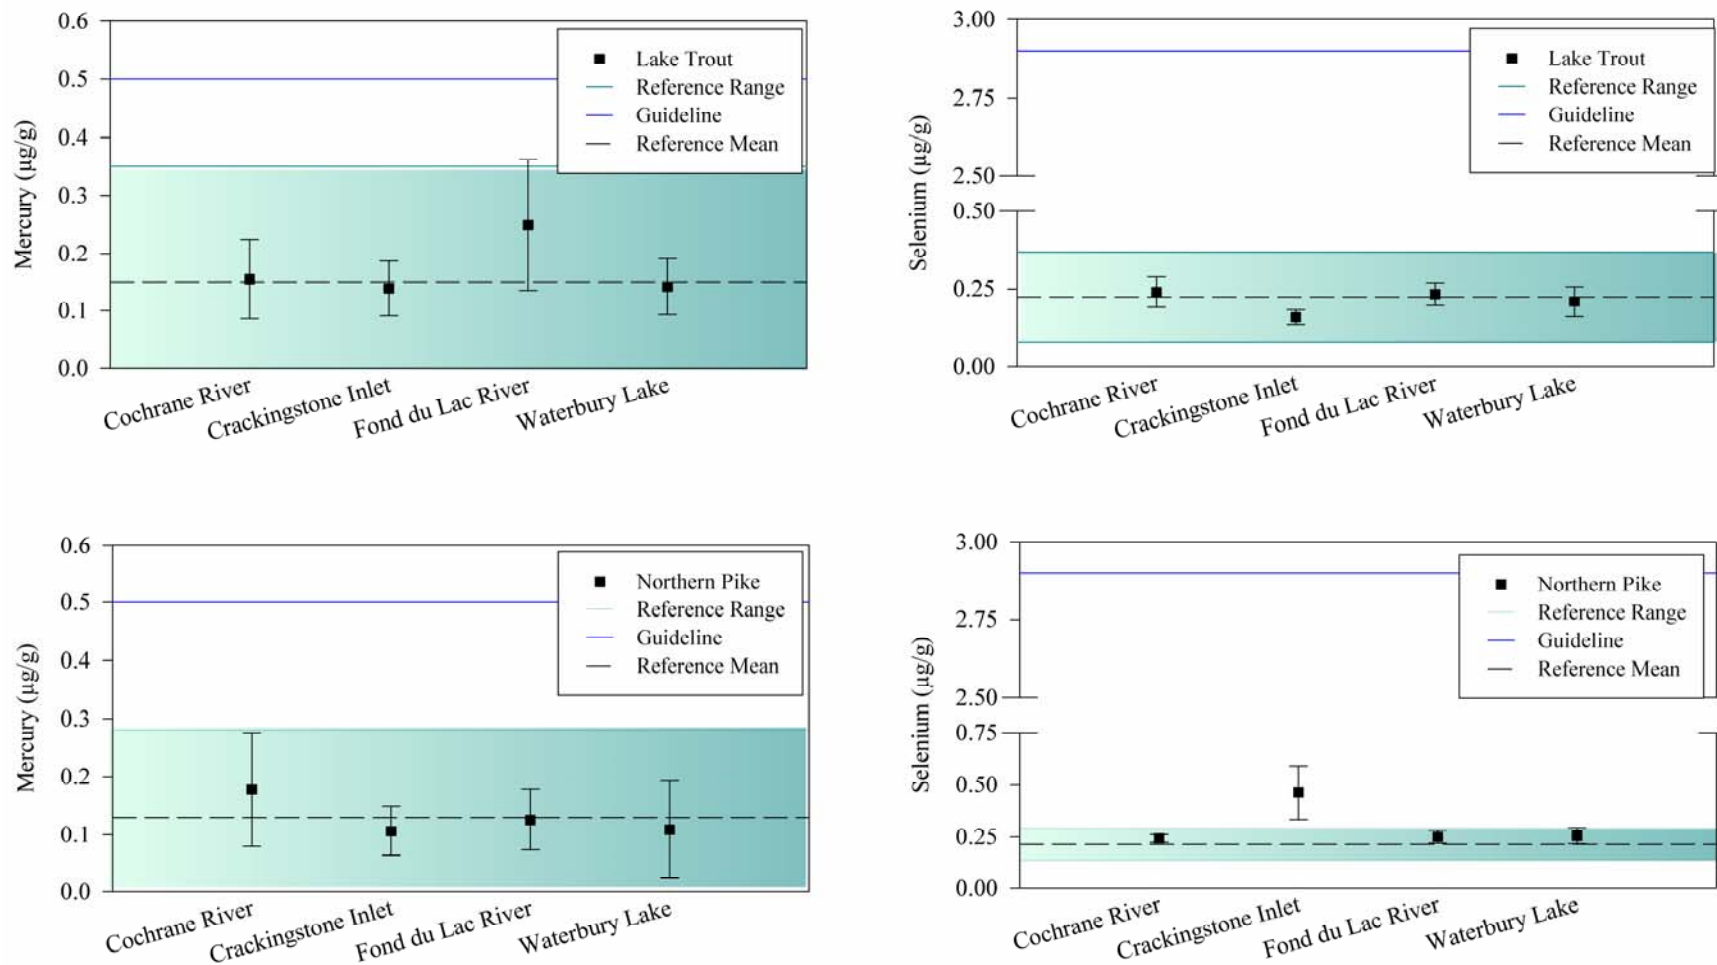 0.6
0.5
0.4
0.3
0.2
0.1
0.0
Mercury (µg/g)
Lake Trout
Reference Range
Guideline
Reference Mean
Cochrane River
Crackingstone Inlet
Fond du Lac River
Waterbury Lake
3.00
2.75
2.50
0.50
0.25
0.00
Selenium (µg/g)
Lake Trout
Reference Range
Guideline
Reference Mean
Cochrane River
Crackingstone Inlet
Fond du Lac River
Waterbury Lake
0.6
0.5
0.4
0.3
0.2
0.1
0.0
Mercury (µg/g)
Northern Pike
Reference Range
Guideline
Reference Mean
Cochrane River
Crackingstone Inlet
Fond du Lac River
Waterbury Lake
3.00
2.75
2.50
0.75
0.50
0.25
0.00
Selenium (µg/g)
Northern Pike
Reference Range
Guideline
Reference Mean
Cochrane River
Crackingstone Inlet
Fond du Lac River
Waterbury Lake